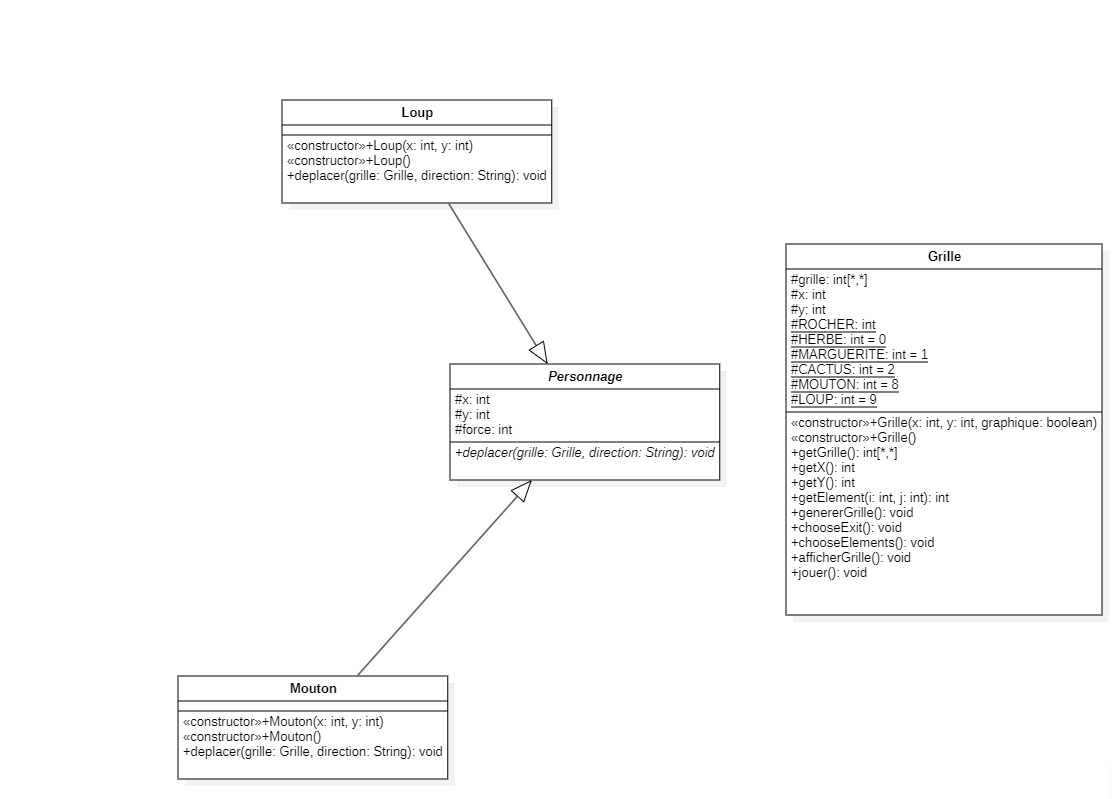 Loup
«constructor»+Loup(x: int, y: int)
«constructor»+Loup()
+deplacer(grille: Grille, direction: String): void
Grille
#grille: int[*,*]
#x: int
#y: int
#ROCHER: int
#HERBE: int = 0
#MARGUERITE: int = 1
#CACTUS: int = 2
#MOUTON: int = 8
#LOUP: int = 9
«constructor»+Grille(x: int, y: int, graphique: boolean)
«constructor»+Grille()
+getGrille(): int[*,*]
+getX(): int
+getY(): int
+getElement(i: int, j: int): int
+genererGrille(): void
+chooseExit(): void
+chooseElements(): void
+afficherGrille(): void
+jouer(): void
Personnage
#x: int
#y: int
#force: int
+deplacer(grille: Grille, direction: String): void
Mouton
«constructor»+Mouton(x: int, y: int)
«constructor»+Mouton()
+deplacer(grille: Grille, direction: String): void